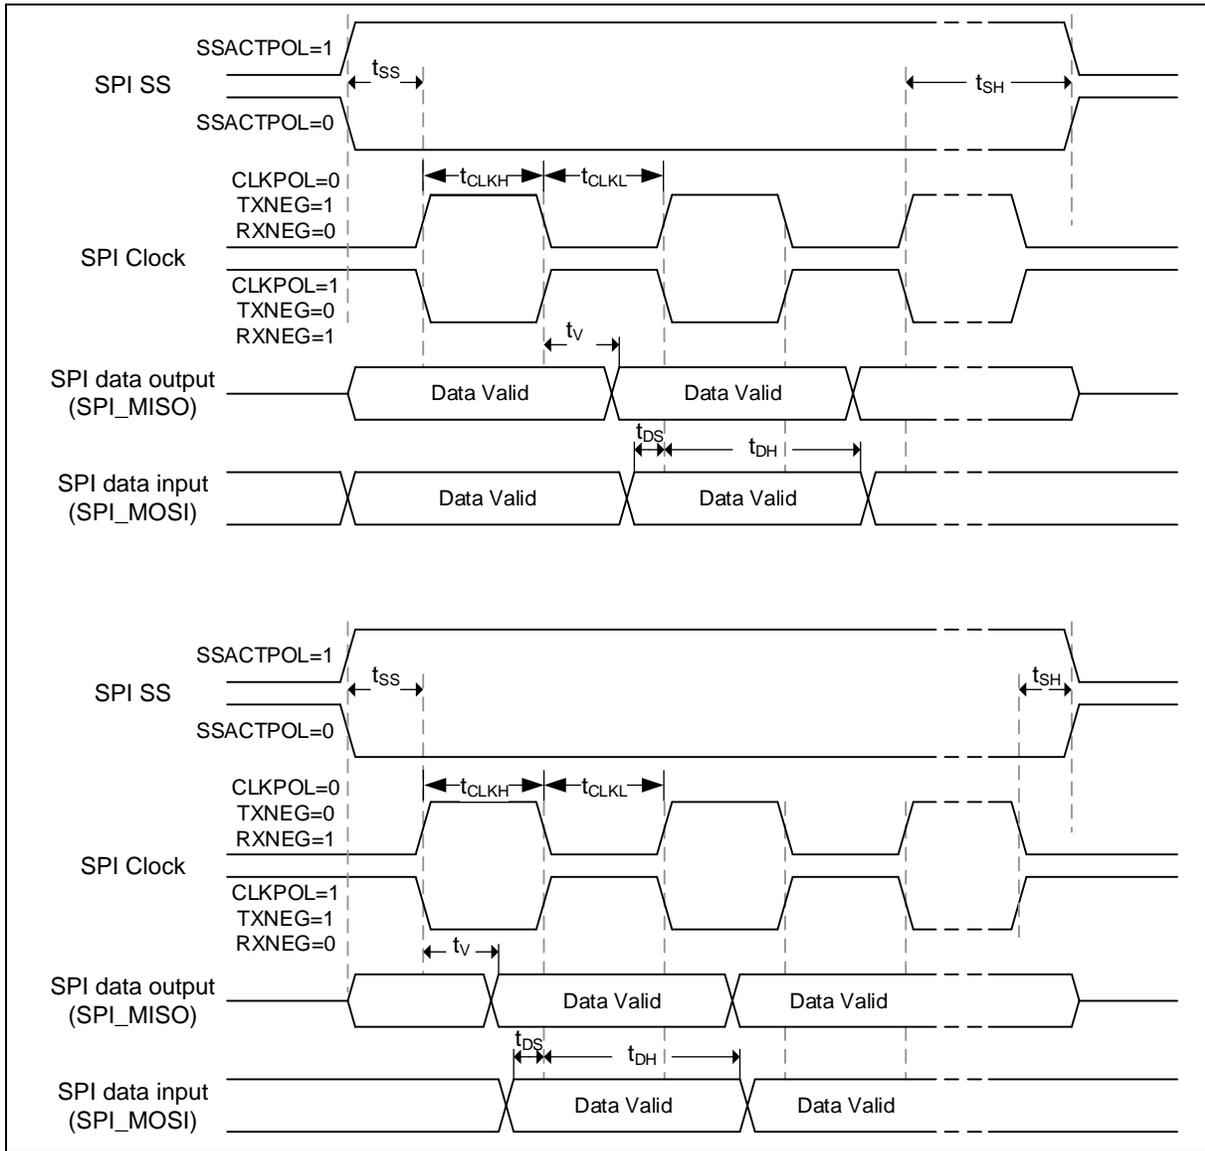 SSACTPOL=1
SPI SS
tSS
tSH
SSACTPOL=0
CLKPOL=0
TXNEG=1
RXNEG=0
tCLKH
tCLKL
SPI Clock
CLKPOL=1
TXNEG=0
RXNEG=1
tV
SPI data output
(SPI_MISO)
Data Valid
Data Valid
tDS
tDH
SPI data input
(SPI_MOSI)
Data Valid
Data Valid
SSACTPOL=1
SPI SS
tSS
tSH
SSACTPOL=0
CLKPOL=0
TXNEG=0
RXNEG=1
tCLKH
tCLKL
SPI Clock
CLKPOL=1
TXNEG=1
RXNEG=0
tV
SPI data output
(SPI_MISO)
Data Valid
Data Valid
tDS
tDH
SPI data input
(SPI_MOSI)
Data Valid
Data Valid